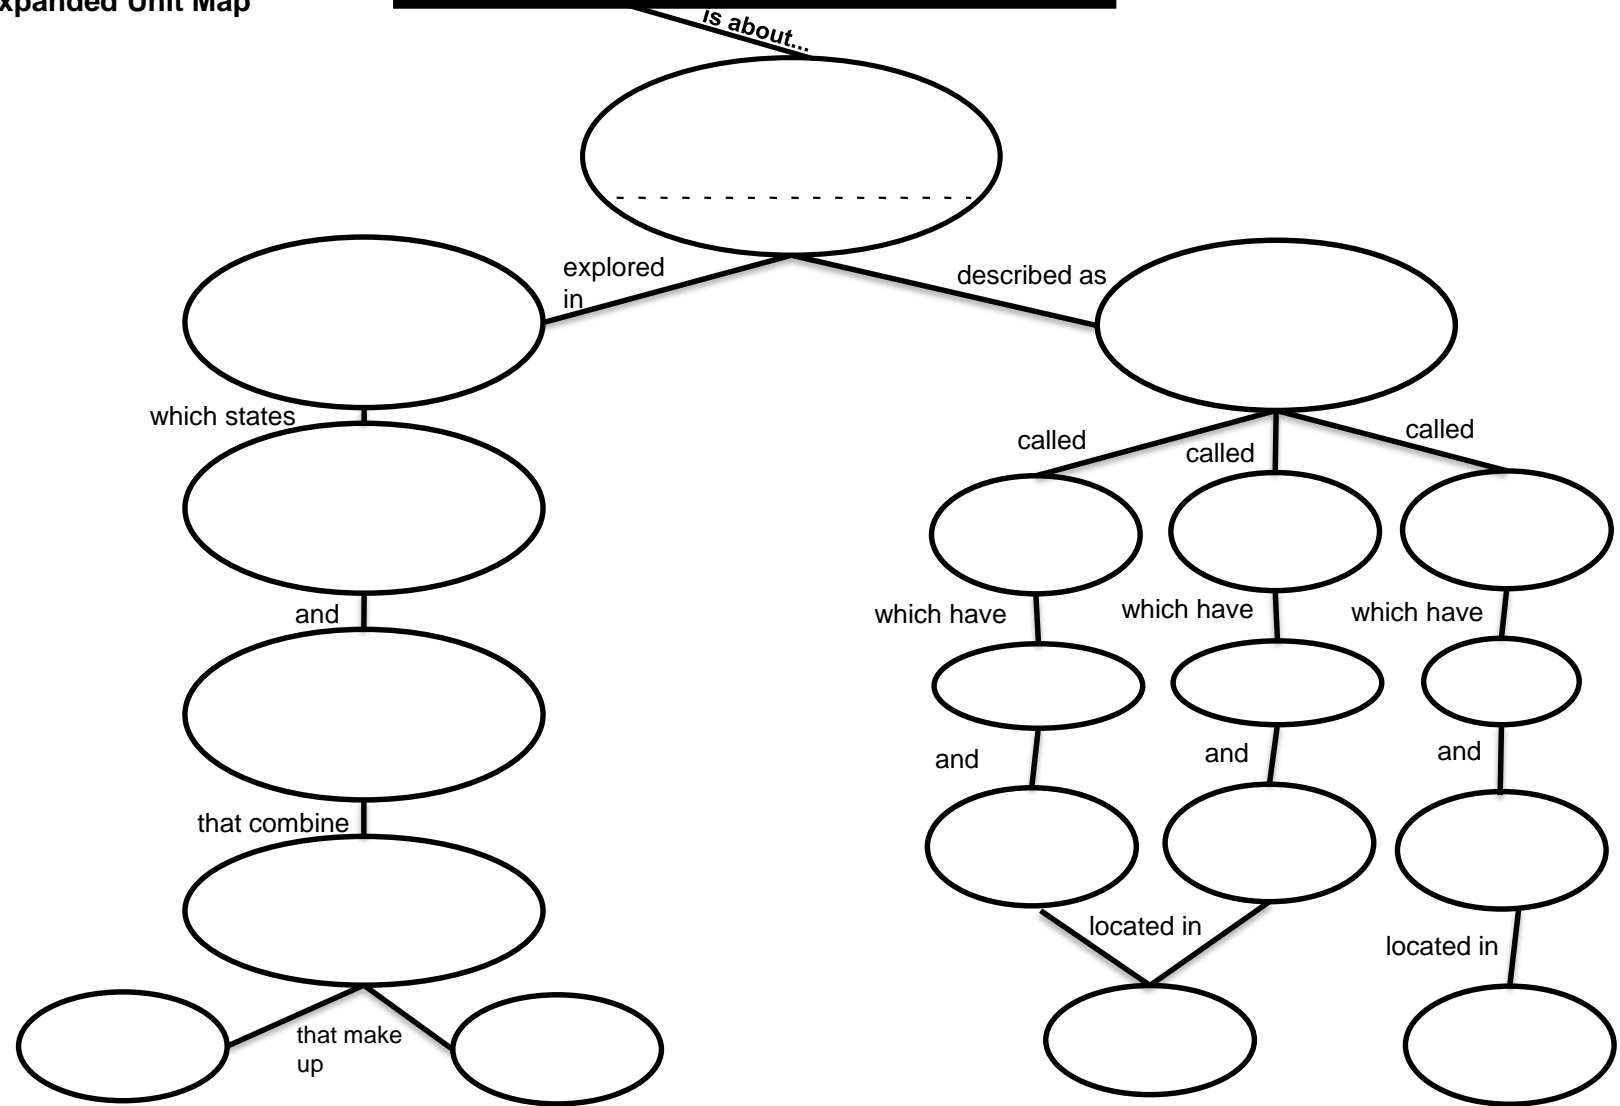 xpanded Unit Map
is about...
explored
in
described as
which states
called
called
called
and
which have
which have
which have
and
and
and
that combine
located in
located in
that make
up